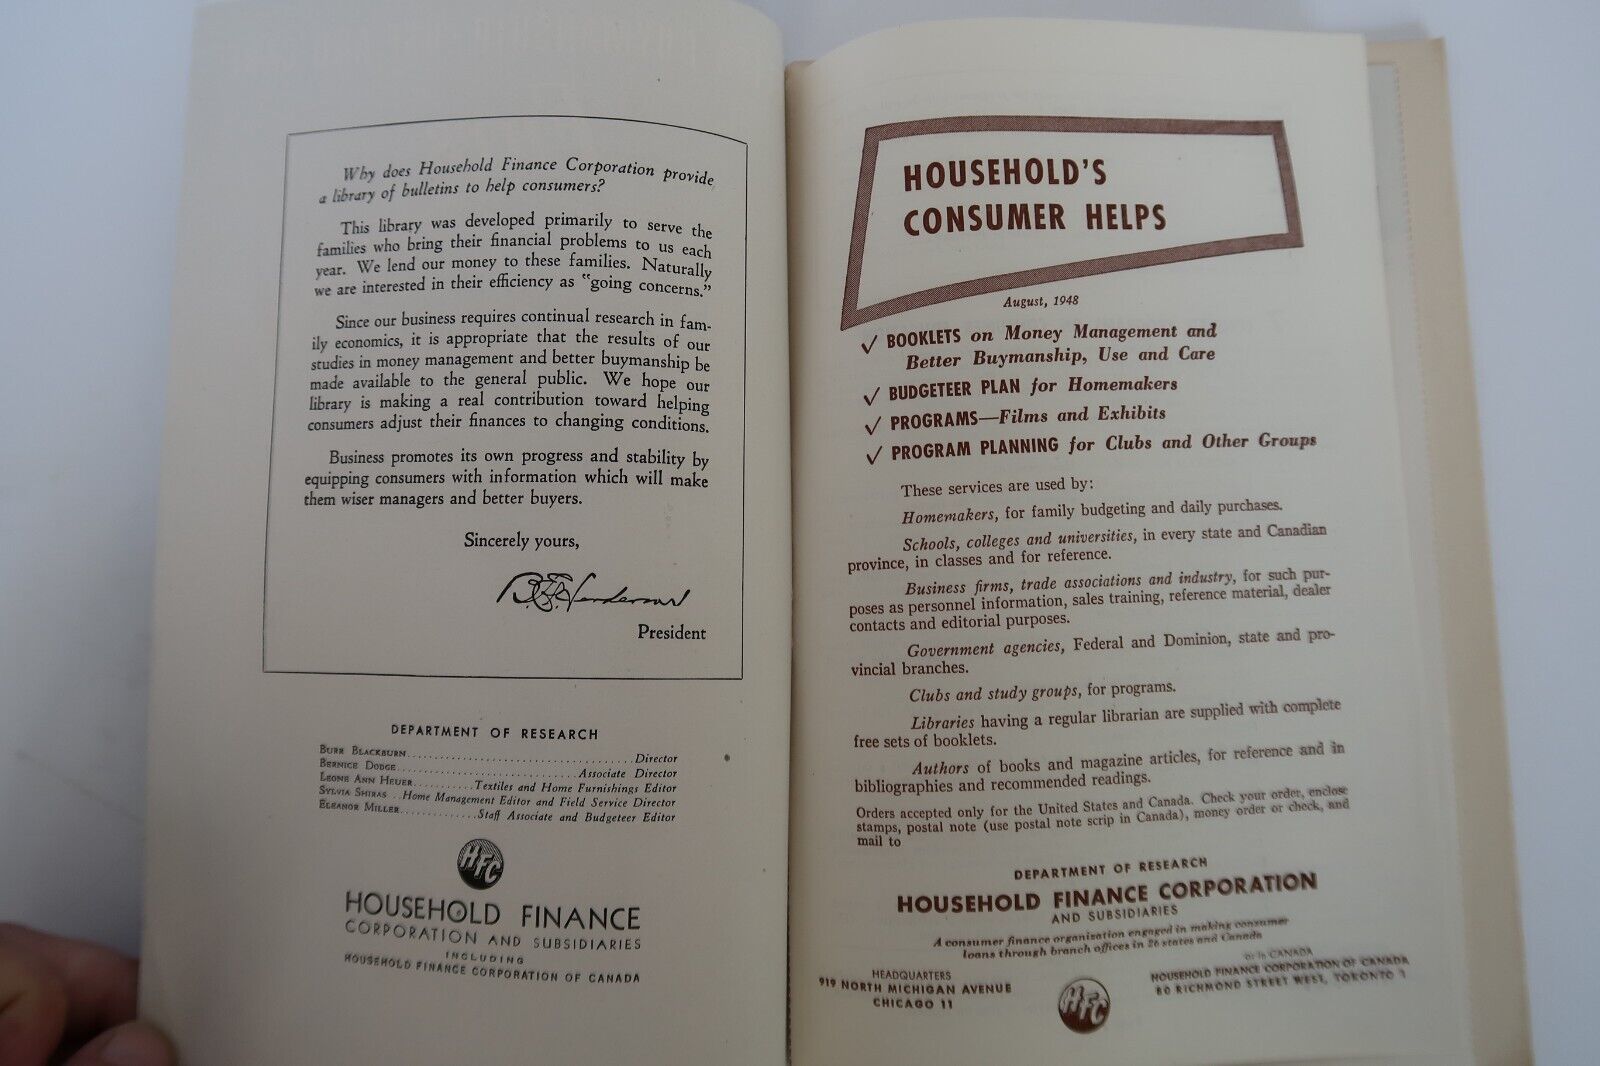 Why does Household Finance Corporation provide
a library of bulletins to help consumers?
This library was developed primarily to serve the
families who bring their financial problems to us each
year. We lend our money to these families. Naturally
we are interested in their efficiency as "going concerns."
Since our business requires continual research in fam-
ily economics, it is appropriate that the results of our
studies in money management and better buymanship be
made available to the general public. We hope our
library is making a real contribution toward helping
consumers adjust their finances to changing conditions.
Business promotes its own progress and stability by
equipping consumers with information which will make
them wiser managers and better buyers.
Sincerely yours,
B. E. Henderson
President
DEPARTMENT OF RESEARCH
BURR BLACKBURN....................................Director
BERNICE DODGE..............................Associate Director
LEONE ANN HEUER...........Textiles and Home Furnishings Editor
SYLVIA SHIRAS ..Home Management Editor and Field Service Director
ELEANOR MILLER..............Staff Associate and Budgeteer Editor
HFC
HOUSEHOLD FINANCE
CORPORATION AND SUBSIDIARIES
INCLUDING
HOUSEHOLD FINANCE CORPORATION OF CANADA
HOUSEHOLD'S
CONSUMER HELPS
August, 1948
✓ BOOKLETS on Money Management and
Better Buymanship, Use and Care
✓ BUDGETEER PLAN for Homemakers
✓ PROGRAMS—Films and Exhibits
✓ PROGRAM PLANNING for Clubs and Other Groups
These services are used by:
Homemakers, for family budgeting and daily purchases.
Schools, colleges and universities, in every state and Canadian
province, in classes and for reference.
Business firms, trade associations and industry, for such pur-
poses as personnel information, sales training, reference material, dealer
contacts and editorial purposes.
Government agencies, Federal and Dominion, state and pro-
vincial branches.
Clubs and study groups, for programs.
Libraries having a regular librarian are supplied with complete
free sets of booklets.
Authors of books and magazine articles, for reference and in
bibliographies and recommended readings.
Orders accepted only for the United States and Canada. Check your order, enclose
stamps, postal note (use postal note scrip in Canada), money order or check, and
mail to
DEPARTMENT OF RESEARCH
HOUSEHOLD FINANCE CORPORATION
AND SUBSIDIARIES
A consumer finance organization engaged in making consumer
loans through branch offices in 26 states and Canada
HEADQUARTERS
919 NORTH MICHIGAN AVENUE
CHICAGO 11
HFC
or in CANADA
HOUSEHOLD FINANCE CORPORATION OF CANADA
80 RICHMOND STREET WEST, TORONTO 1